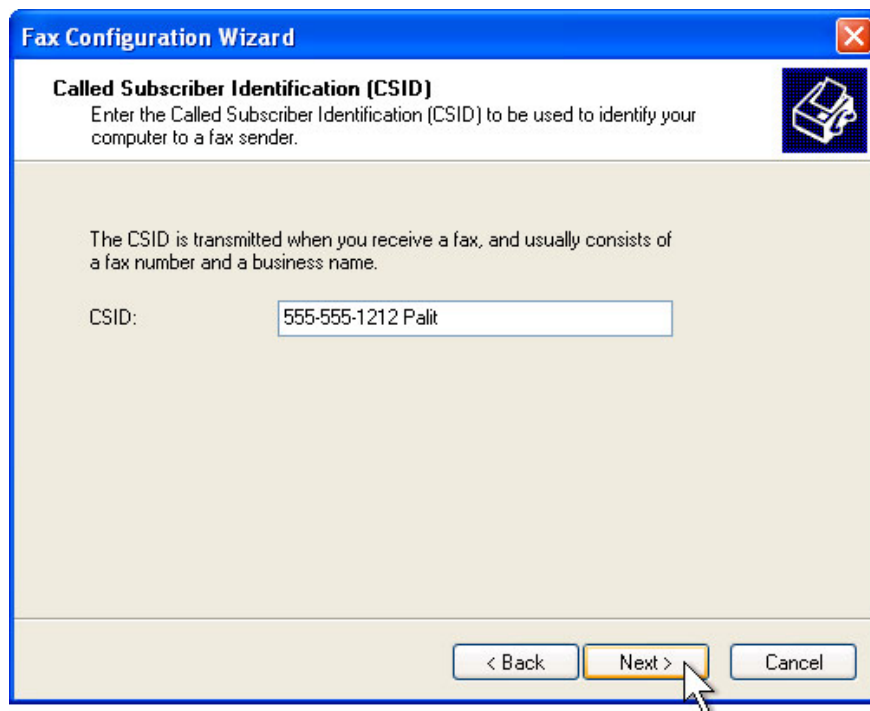 Fax Configuration Wizard
Called Subscriber Identification (CSID)
Enter the Called Subscriber Identification (CSID) to be used to identify your
computer to a fax sender.
The CSID is transmitted when you receive a fax, and usually consists of
a fax number and a business name.
CSID: 555-555-1212 Palit
< Back Next > Cancel